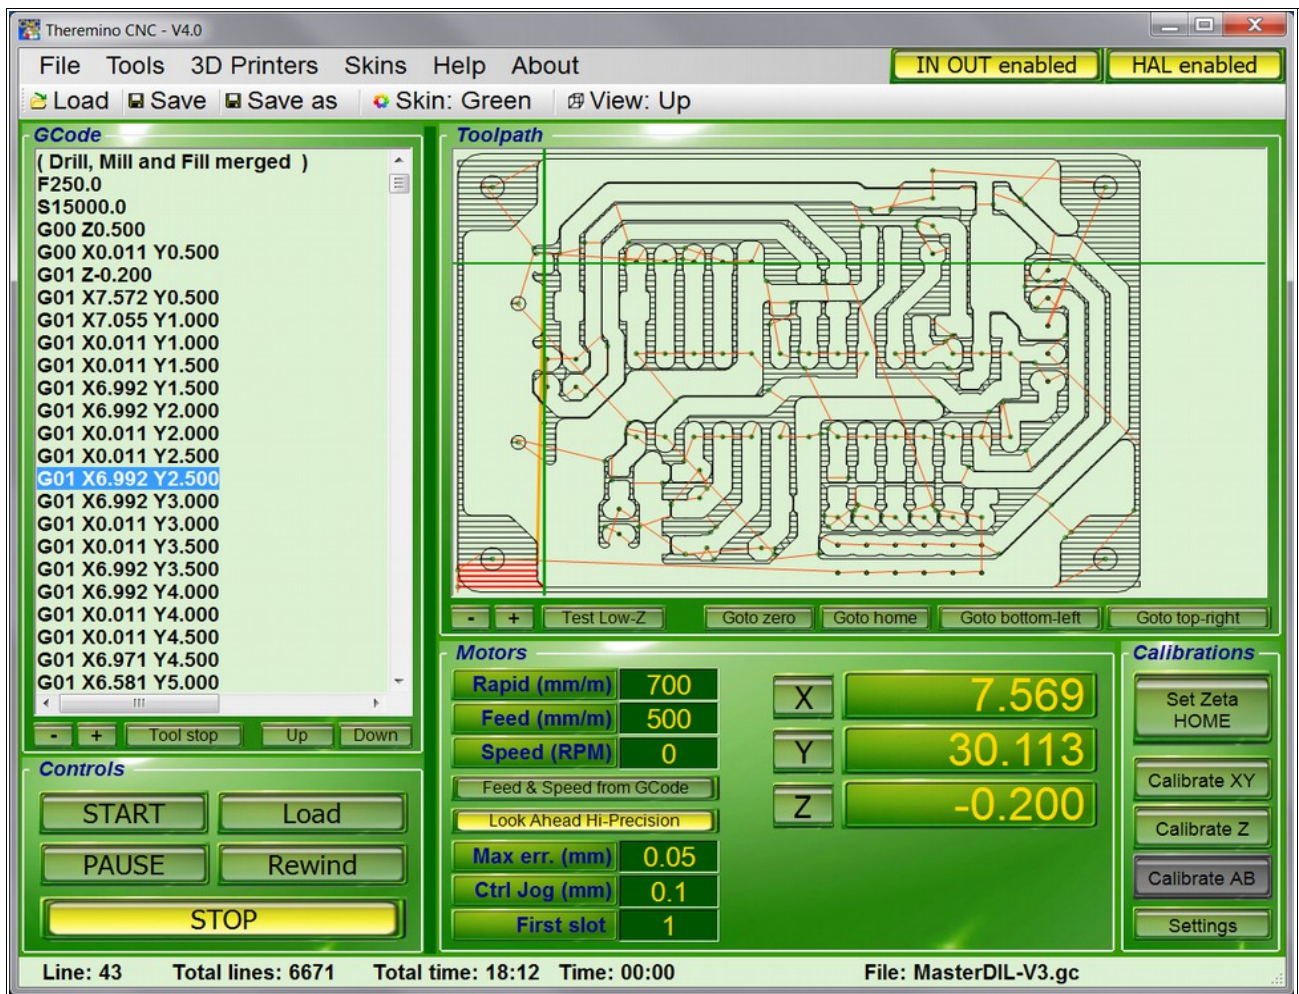 Theremino CNC - V4.0
File Tools 3D Printers Skins Help About IN OUT enabled HAL enabled
Load Save Save as Skin: Green View: Up
GCode
( Drill, Mill and Fill merged )
F250.0
S15000.0
G00 Z0.500
G00 X0.011 Y0.500
G01 Z-0.200
G01 X7.572 Y0.500
G01 X7.055 Y1.000
G01 X0.011 Y1.000
G01 X0.011 Y1.500
G01 X6.992 Y1.500
G01 X6.992 Y2.000
G01 X0.011 Y2.000
G01 X0.011 Y2.500
G01 X6.992 Y2.500
G01 X6.992 Y3.000
G01 X0.011 Y3.000
G01 X0.011 Y3.500
G01 X6.992 Y3.500
G01 X6.992 Y4.000
G01 X0.011 Y4.000
G01 X0.011 Y4.500
G01 X6.971 Y4.500
G01 X6.581 Y5.000
- + Tool stop Up Down
Toolpath
- + Test Low-Z Goto zero Goto home Goto bottom-left Goto top-right
Controls
START Load
PAUSE Rewind
STOP
Motors
Rapid (mm/m) 700
Feed (mm/m) 500
Speed (RPM) 0
Feed & Speed from GCode
Look Ahead Hi-Precision
Max err. (mm) 0.05
Ctrl Jog (mm) 0.1
First slot 1
X 7.569
Y 30.113
Z -0.200
Calibrations
Set Zeta
HOME
Calibrate XY
Calibrate Z
Calibrate AB
Settings
Line: 43 Total lines: 6671 Total time: 18:12 Time: 00:00 File: MasterDIL-V3.gc